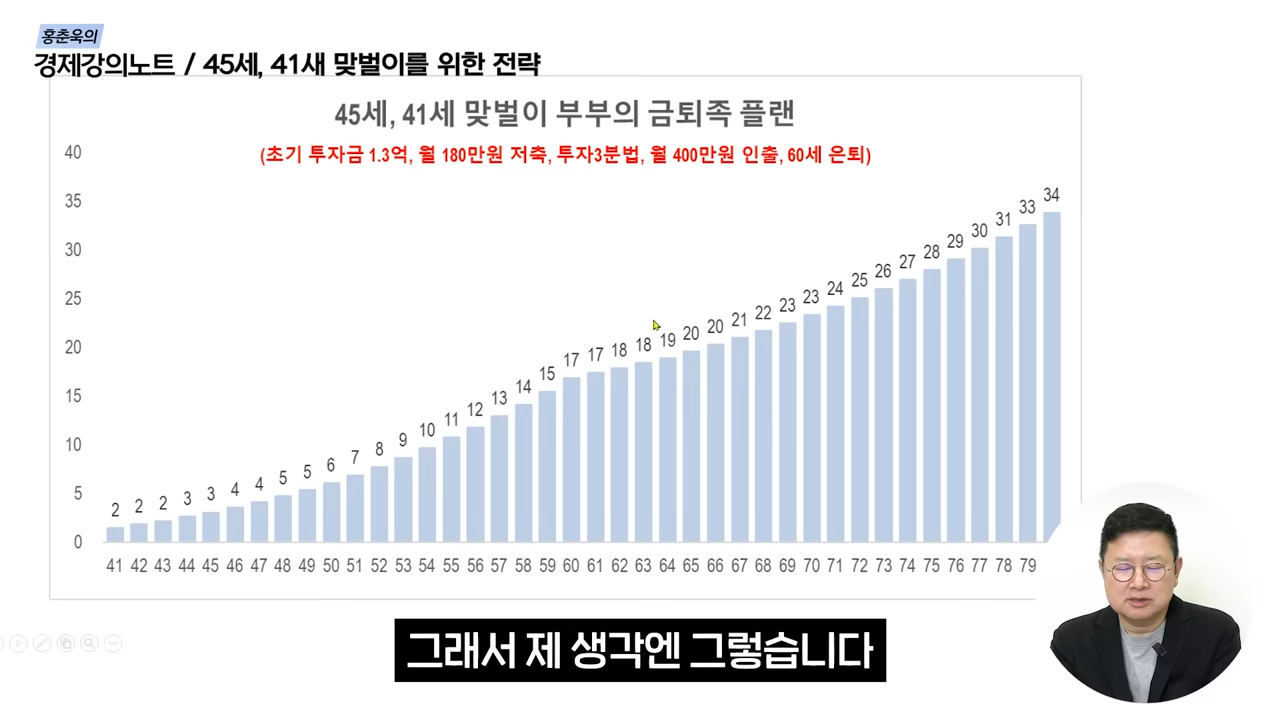 홍춘욱의
경제강의노트 / 45세, 41새 맞벌이를 위한 전략
45세, 41세 맞벌이 부부의 금퇴족 플랜
(초기 투자금 1.3억, 월 180만원 저축, 투자3분법, 월 400만원 인출, 60세 은퇴)
40
35
30
25
20
15
10
5
0
2 2 2 3 3 4 4 5 5 6 7 8 9 10 11 12 13 14 15 17 17 18 18 19 20 20 21 22 23 23 24 25 26 27 28 29 30 31 33 34
41 42 43 44 45 46 47 48 49 50 51 52 53 54 55 56 57 58 59 60 61 62 63 64 65 66 67 68 69 70 71 72 73 74 75 76 77 78 79
그래서 제 생각엔 그렇습니다